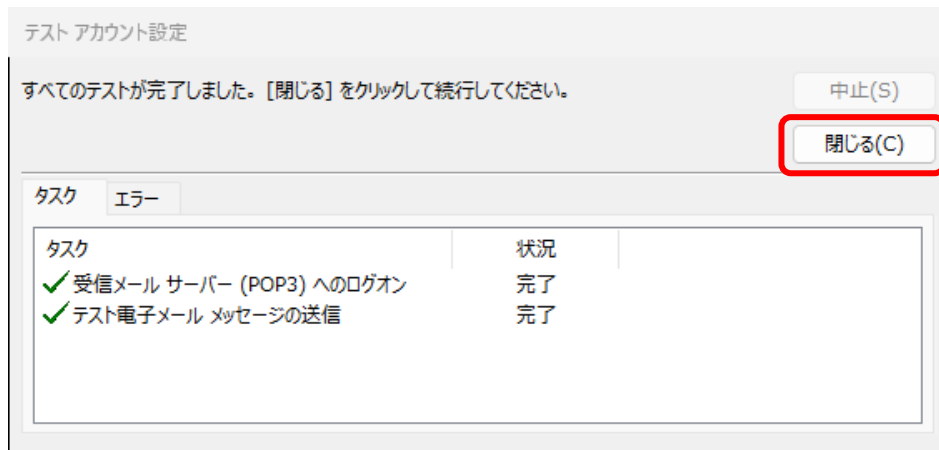 テスト アカウント設定
すべてのテストが完了しました。[閉じる] をクリックして続行してください。
中止(S)
閉じる(C)
タスク エラー
タスク 状況
受信メール サーバー (POP3) へのログオン 完了
テスト電子メール メッセージの送信 完了